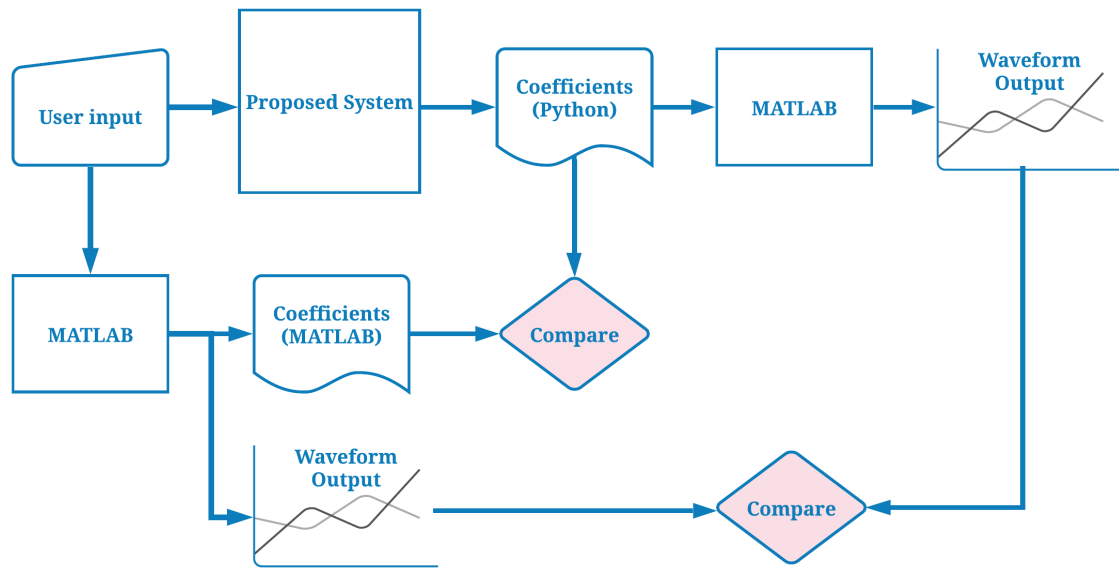 User input
Proposed System
Coefficients
(Python)
MATLAB
Waveform
Output
MATLAB
Coefficients
(MATLAB)
Compare
Waveform
Output
Compare